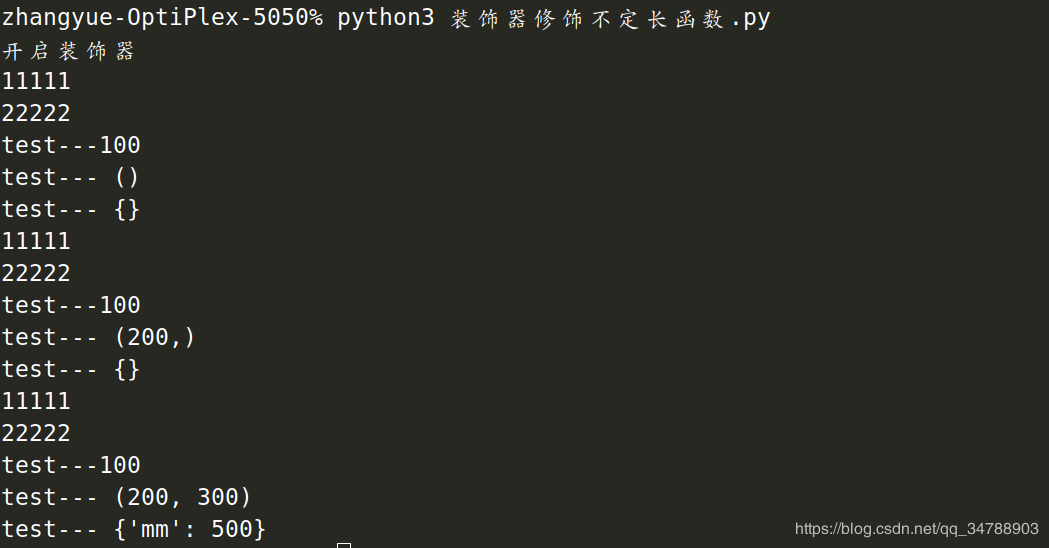 zhangyue-OptiPlex-5050% python3 装饰器修饰不定长函数.py
开启装饰器
11111
22222
test---100
test--- ()
test--- {}
11111
22222
test---100
test--- (200,)
test--- {}
11111
22222
test---100
test--- (200, 300)
test--- {'mm': 500}
https://blog.csdn.net/qq_34788903